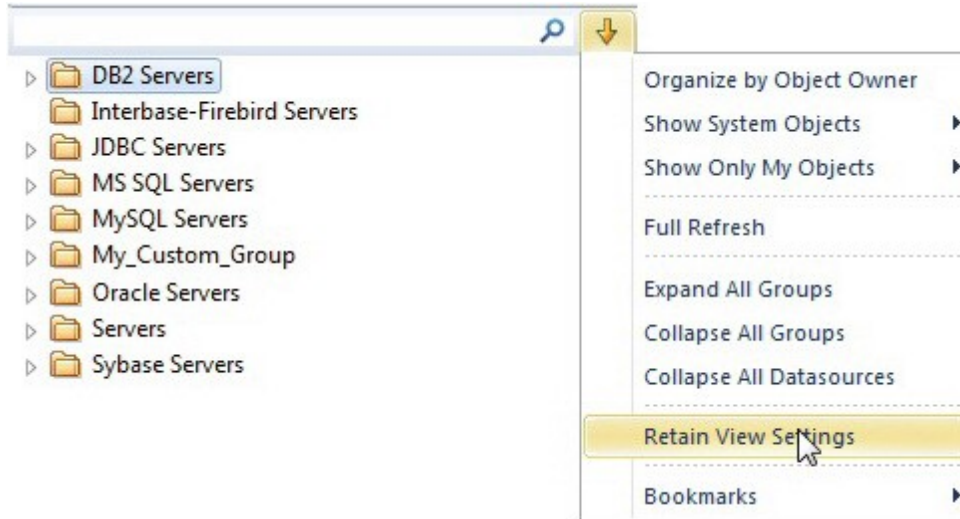 DB2 Servers
Interbase-Firebird Servers
JDBC Servers
MS SQL Servers
MySQL Servers
My_Custom_Group
Oracle Servers
Servers
Sybase Servers
Organize by Object Owner
Show System Objects
Show Only My Objects
Full Refresh
Expand All Groups
Collapse All Groups
Collapse All Datasources
Retain View Settings
Bookmarks